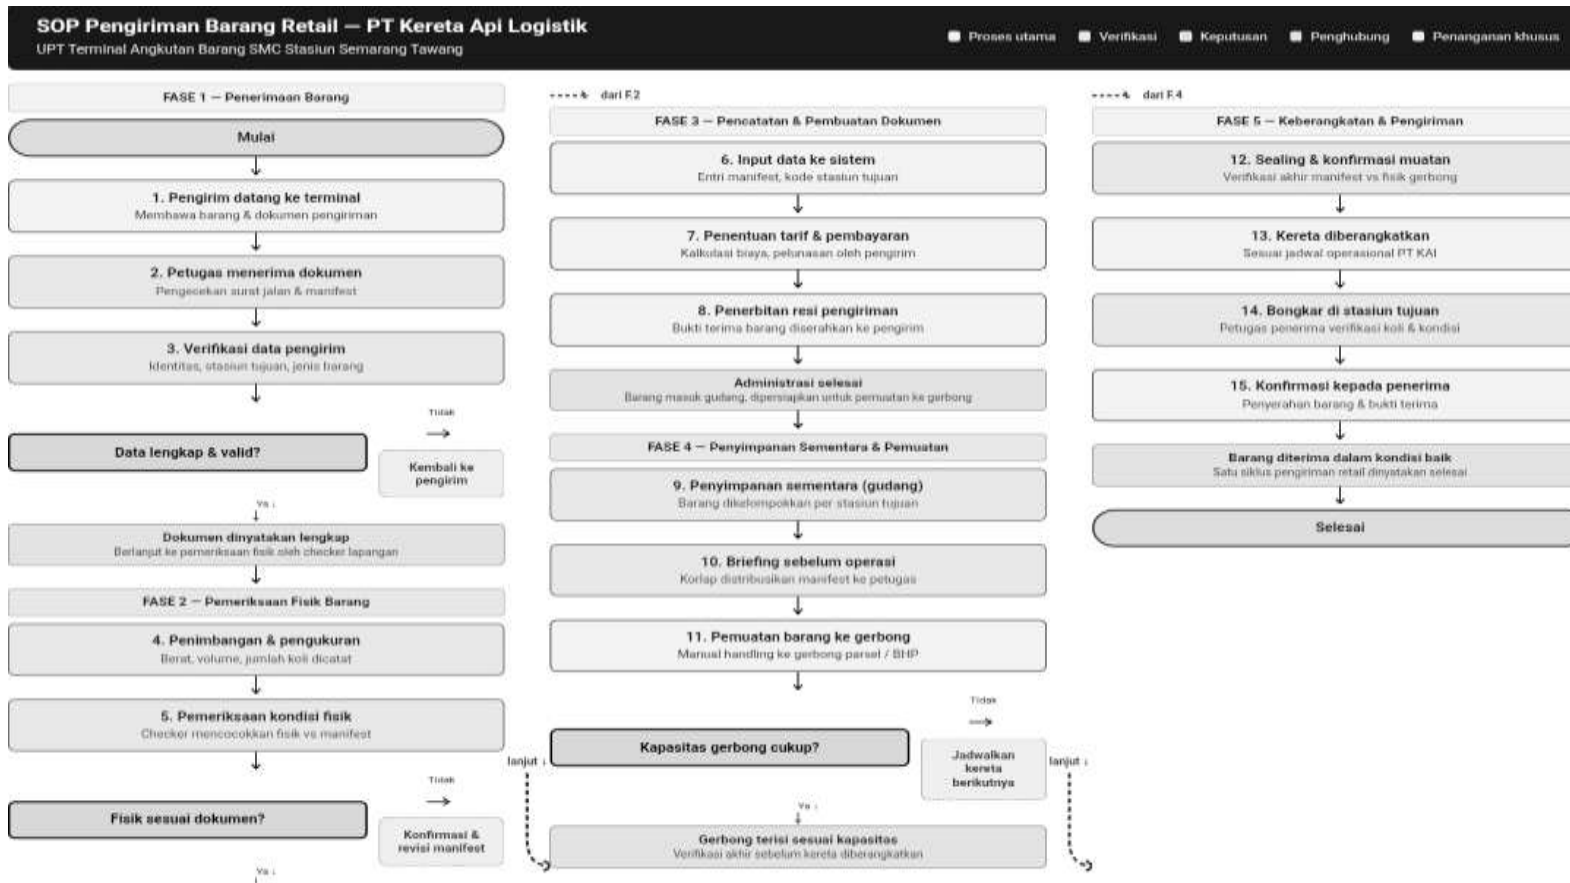 SOP Pengiriman Barang Retail — PT Kereta Api Logistik
UPT Terminal Angkutan Barang SMC Stasiun Semarang Tawang
Proses utama
Verifikasi
Keputusan
Penghubung
Penanganan khusus
FASE 1 — Penerimaan Barang
Mulai
1. Pengirim datang ke terminal
Membawa barang & dokumen pengiriman
2. Petugas menerima dokumen
Pengecekan surat jalan & manifest
3. Verifikasi data pengirim
Identitas, stasiun tujuan, jenis barang
Data lengkap & valid?
Tidak
Kembali ke
pengirim
Ya ↓
Dokumen dinyatakan lengkap
Berlanjut ke pemeriksaan fisik oleh checker lapangan
FASE 2 — Pemeriksaan Fisik Barang
4. Penimbangan & pengukuran
Berat, volume, jumlah koli dicatat
5. Pemeriksaan kondisi fisik
Checker mencocokkan fisik vs manifest
Fisik sesuai dokumen?
Tidak
Konfirmasi &
revisi manifest
Ya ↓
lanjut ↓
dari F.2
FASE 3 — Pencatatan & Pembuatan Dokumen
6. Input data ke sistem
Entri manifest, kode stasiun tujuan
7. Penentuan tarif & pembayaran
Kalkulasi biaya, pelunasan oleh pengirim
8. Penerbitan resi pengiriman
Bukti terima barang diserahkan ke pengirim
Administrasi selesai
Barang masuk gudang, dipersiapkan untuk pemuatan ke gerbong
FASE 4 — Penyimpanan Sementara & Pemuatan
9. Penyimpanan sementara (gudang)
Barang dikelompokkan per stasiun tujuan
10. Briefing sebelum operasi
Korlap distribusikan manifest ke petugas
11. Pemuatan barang ke gerbong
Manual handling ke gerbong parsel / BHP
Kapasitas gerbong cukup?
Tidak
Jadwalkan
kereta
berikutnya
Ya ↓
Gerbong terisi sesuai kapasitas
Verifikasi akhir sebelum kereta diberangkatkan
lanjut ↓
dari F.4
FASE 5 — Keberangkatan & Pengiriman
12. Sealing & konfirmasi muatan
Verifikasi akhir manifest vs fisik gerbong
13. Kereta diberangkatkan
Sesuai jadwal operasional PT KAI
14. Bongkar di stasiun tujuan
Petugas penerima verifikasi koli & kondisi
15. Konfirmasi kepada penerima
Penyerahan barang & bukti terima
Barang diterima dalam kondisi baik
Satu siklus pengiriman retail dinyatakan selesai
Selesai